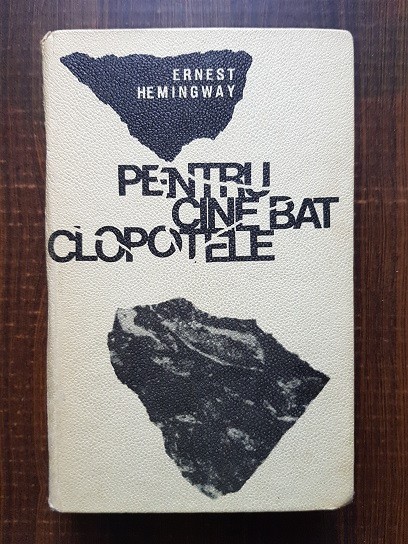 ERNEST
HEMINGWAY
PENTRU
CINE BAT
CLOPOTELE